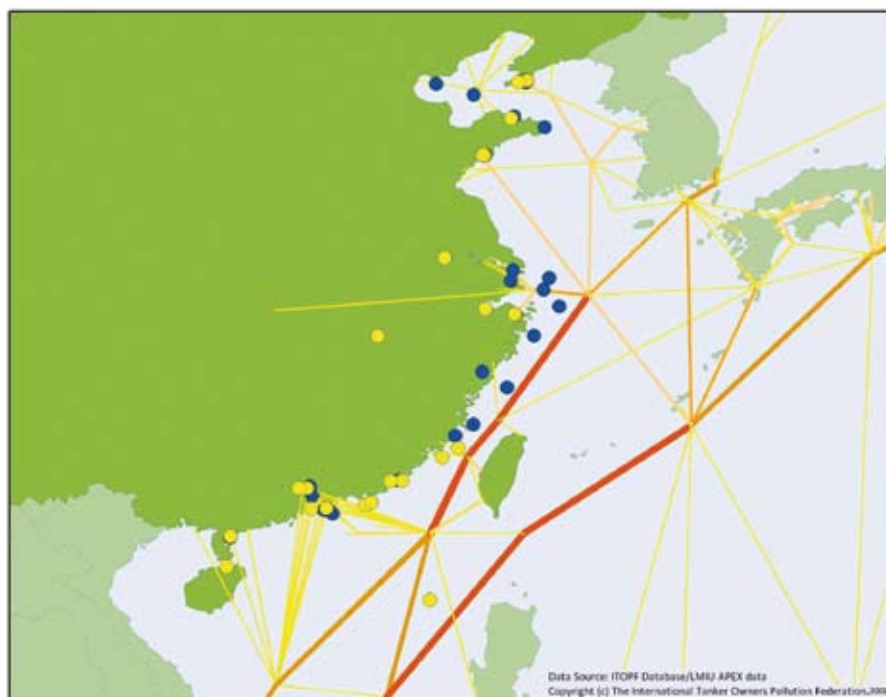 Data Source: ITOPF Database/LMIU APEX data
Copyright (c) The International Tanker Owners Pollution Federation